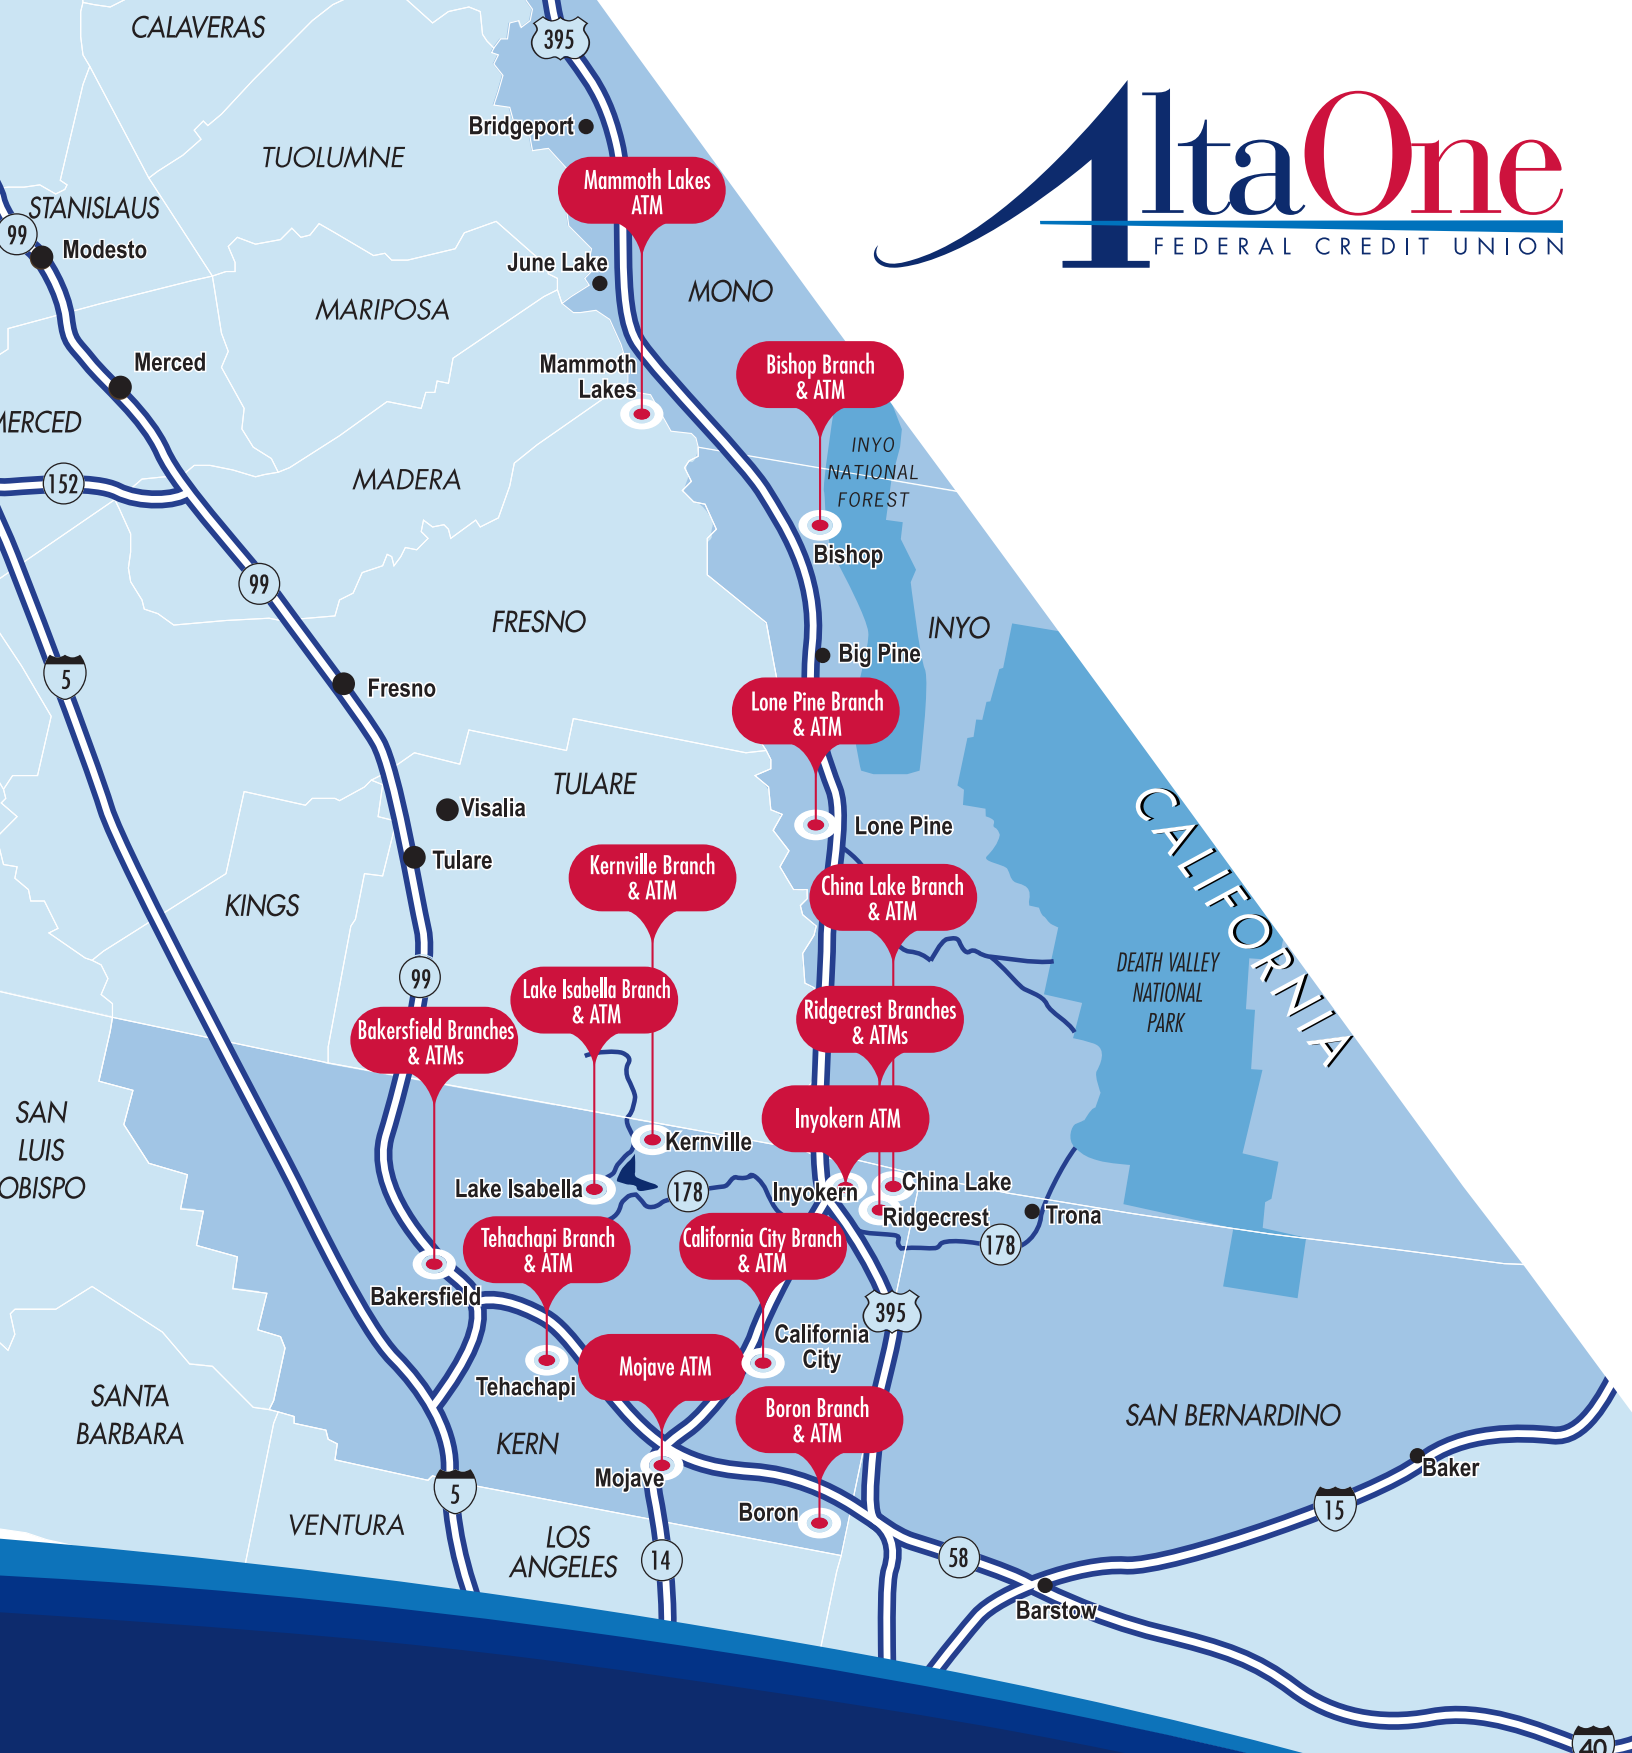 CALAVERAS
395
Bridgeport
TUOLUMNE
Mammoth Lakes
ATM
AltaOne
FEDERAL CREDIT UNION
STANISLAUS
99
Modesto
June Lake
MONO
MARIPOSA
Merced
Mammoth
Lakes
Bishop Branch
& ATM
MERCED
INYO
NATIONAL
FOREST
152
MADERA
Bishop
99
FRESNO
INYO
Big Pine
5
Fresno
Lone Pine Branch
& ATM
TULARE
Visalia
Lone Pine
CALIFORNIA
Tulare
Kernville Branch
& ATM
China Lake Branch
& ATM
KINGS
DEATH VALLEY
NATIONAL
PARK
99
Lake Isabella Branch
& ATM
Ridgecrest Branches
& ATMs
Bakersfield Branches
& ATMs
SAN
LUIS
OBISPO
Inyokern ATM
Kernville
Lake Isabella
178
Inyokern
China Lake
Ridgecrest
Trona
Tehachapi Branch
& ATM
California City Branch
& ATM
178
Bakersfield
395
California
City
Mojave ATM
Tehachapi
SANTA
BARBARA
Boron Branch
& ATM
SAN BERNARDINO
KERN
Mojave
Baker
5
Boron
15
VENTURA
LOS
ANGELES
14
58
Barstow
40